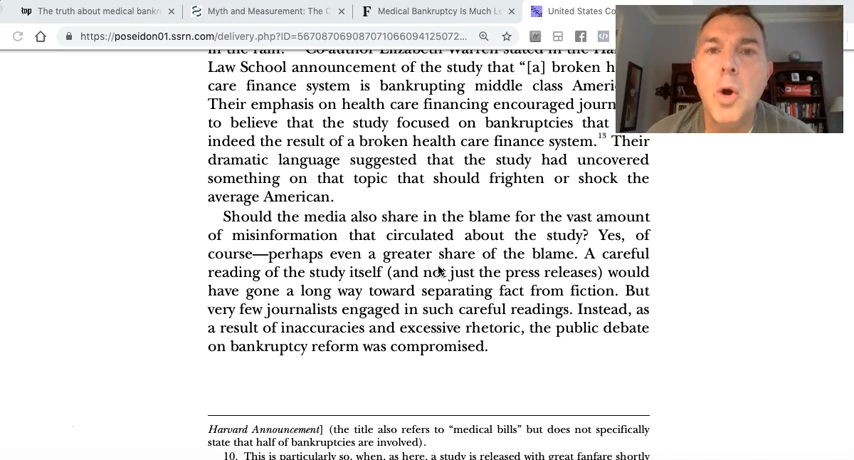 The truth about medical bankr
Myth and Measurement: The C
Medical Bankruptcy Is Much L
United States Co
https://poseidon01.ssrn.com/delivery.php?ID=5670870690870710660941250​72...
in the rain." Co-author Elizabeth Warren stated in the
Law School announcement of the study that “[a] broken
care finance system is bankrupting middle class
Their emphasis on health care financing encouraged
to believe that the study focused on bankruptcies that
indeed the result of a broken health care finance system.13 Their
dramatic language suggested that the study had uncovered
something on that topic that should frighten or shock the
average American.
Should the media also share in the blame for the vast amount
of misinformation that circulated about the study? Yes, of
course—perhaps even a greater share of the blame. A careful
reading of the study itself (and not just the press releases) would
have gone a long way toward separating fact from fiction. But
very few journalists engaged in such careful readings. Instead, as
a result of inaccuracies and excessive rhetoric, the public debate
on bankruptcy reform was compromised.
Harvard Announcement] (the title also refers to “medical bills” but does not specifically
state that half of bankruptcies are involved).
10. This is particularly so, when, as here, a study is released with great fanfare shortly